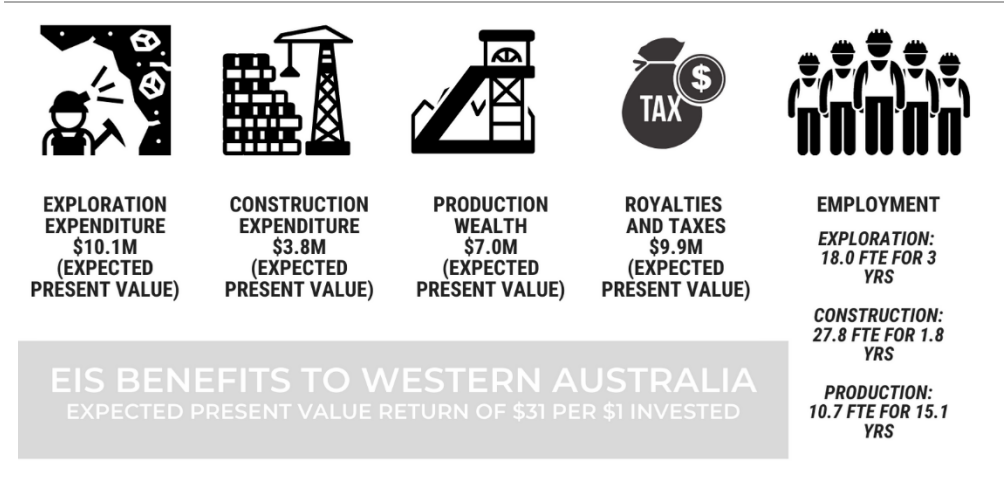 TAX
$
EXPLORATION
EXPENDITURE
$10.1M
(EXPECTED
PRESENT VALUE)
CONSTRUCTION
EXPENDITURE
$3.8M
(EXPECTED
PRESENT VALUE)
PRODUCTION
WEALTH
$7.0M
(EXPECTED
PRESENT VALUE)
ROYALTIES
AND TAXES
$9.9M
(EXPECTED
PRESENT VALUE)
EMPLOYMENT
EXPLORATION:
18.0 FTE FOR 3
YRS
CONSTRUCTION:
27.8 FTE FOR 1.8
YRS
PRODUCTION:
10.7 FTE FOR 15.1
YRS
EIS BENEFITS TO WESTERN AUSTRALIA
EXPECTED PRESENT VALUE RETURN OF $31 PER $1 INVESTED